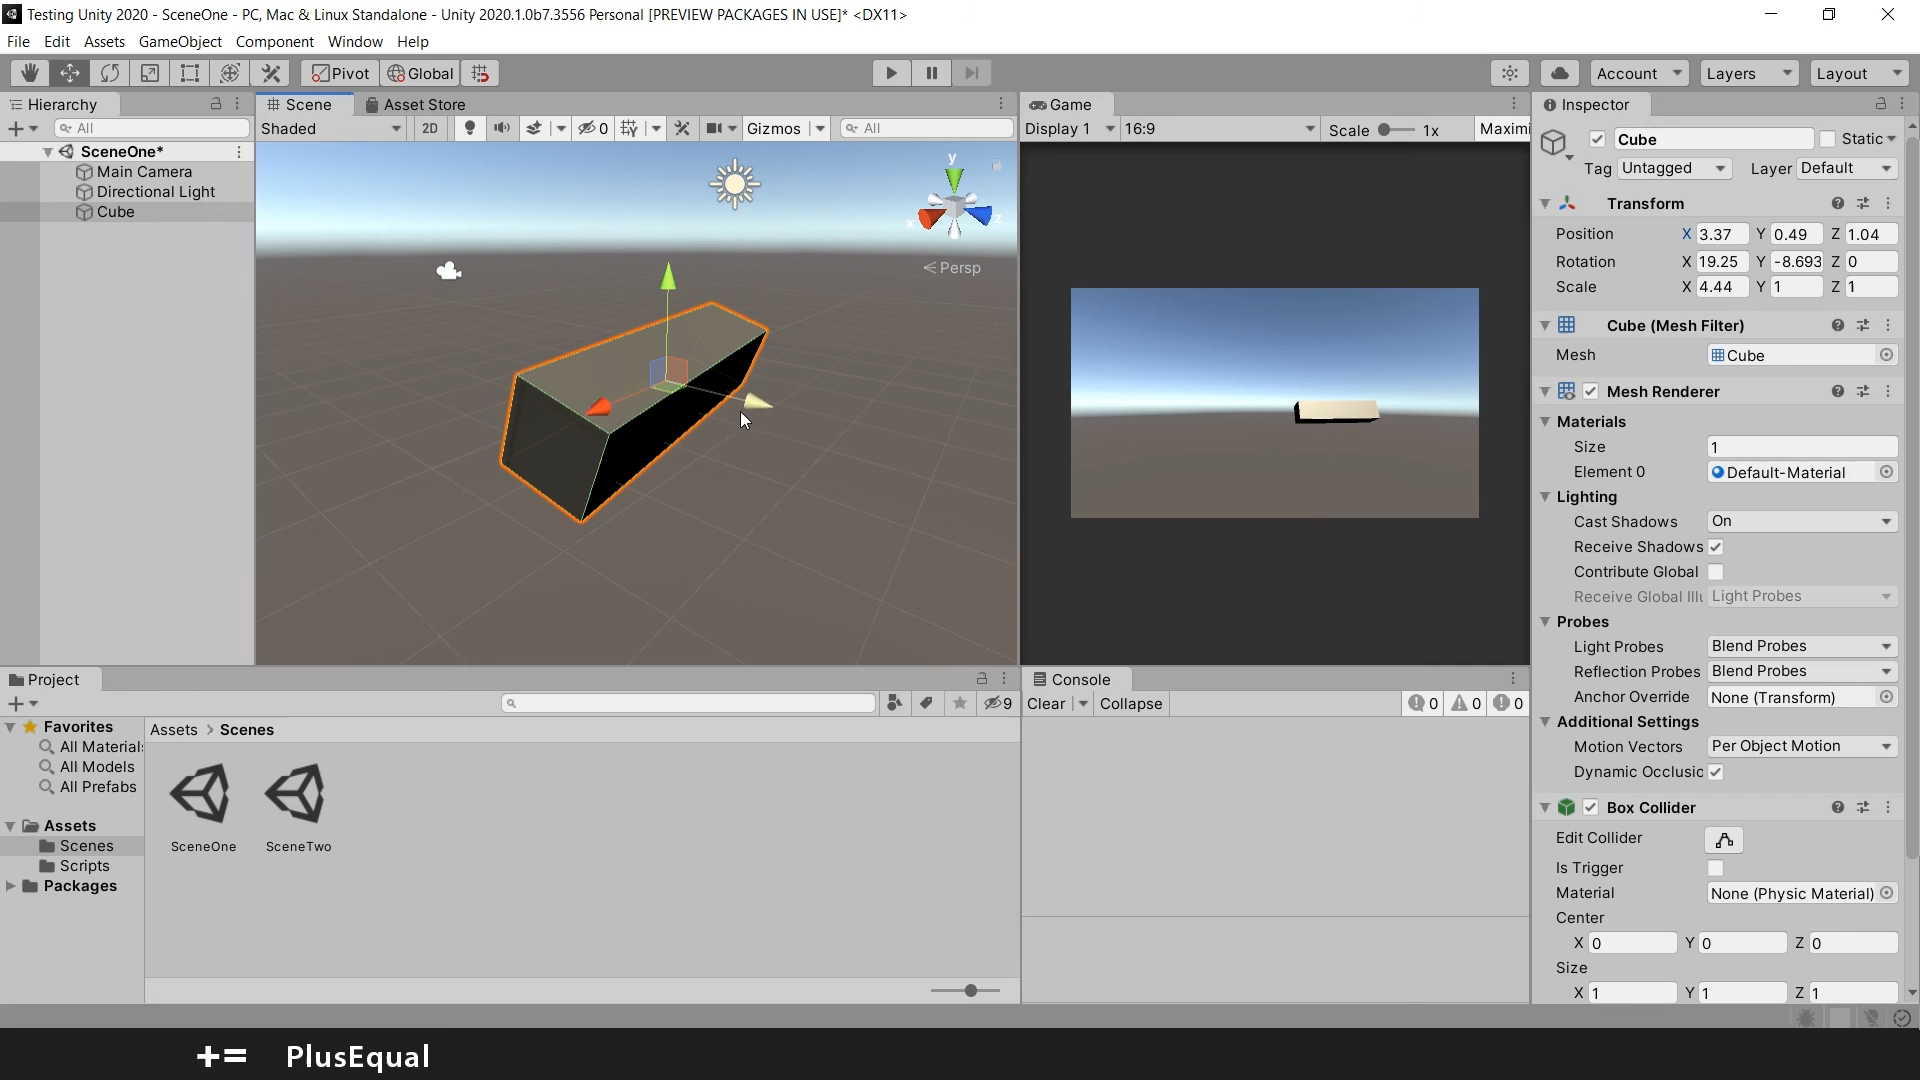 Testing Unity 2020 - SceneOne - PC, Mac & Linux Standalone - Unity 2020.1.0b7.3556 Personal [PREVIEW PACKAGES IN USE]* <DX11>
File Edit Assets GameObject Component Window Help
Pivot Global Account Layers Layout
Hierarchy
All
SceneOne*
Main Camera
Directional Light
Cube
Scene Asset Store
Shaded 2D 0 Gizmos All
y
x z
Persp
Game
Display 1 16:9 Scale 1x Maximi
Inspector
Cube Static
Tag Untagged Layer Default
Transform
Position X 3.37 Y 0.49 Z 1.04
Rotation X 19.25 Y -8.693 Z 0
Scale X 4.44 Y 1 Z 1
Cube (Mesh Filter)
Mesh Cube
Mesh Renderer
Materials
Size 1
Element 0 Default-Material
Lighting
Cast Shadows On
Receive Shadows
Contribute Global
Receive Global Illu Light Probes
Probes
Light Probes Blend Probes
Reflection Probes Blend Probes
Anchor Override None (Transform)
Additional Settings
Motion Vectors Per Object Motion
Dynamic Occlusic
Box Collider
Edit Collider
Is Trigger
Material None (Physic Material)
Center
X 0 Y 0 Z 0
Size
X 1 Y 1 Z 1
Project
9
Favorites
All Materials
All Models
All Prefabs
Assets
Scenes
Scripts
Packages
Assets > Scenes
SceneOne SceneTwo
Console
Clear Collapse 0 0 0
+= PlusEqual